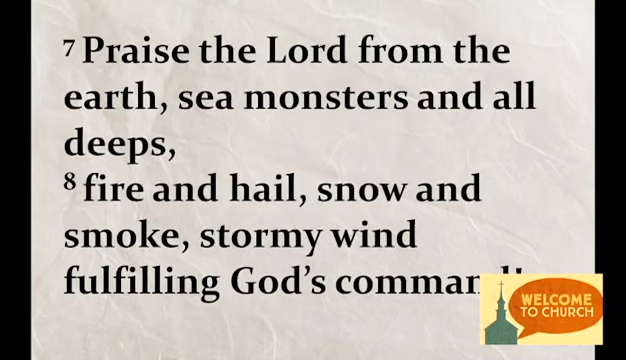 7 Praise the Lord from the
earth, sea monsters and all
deeps,
8 fire and hail, snow and
smoke, stormy wind
fulfilling God's command!
WELCOME
TO CHURCH